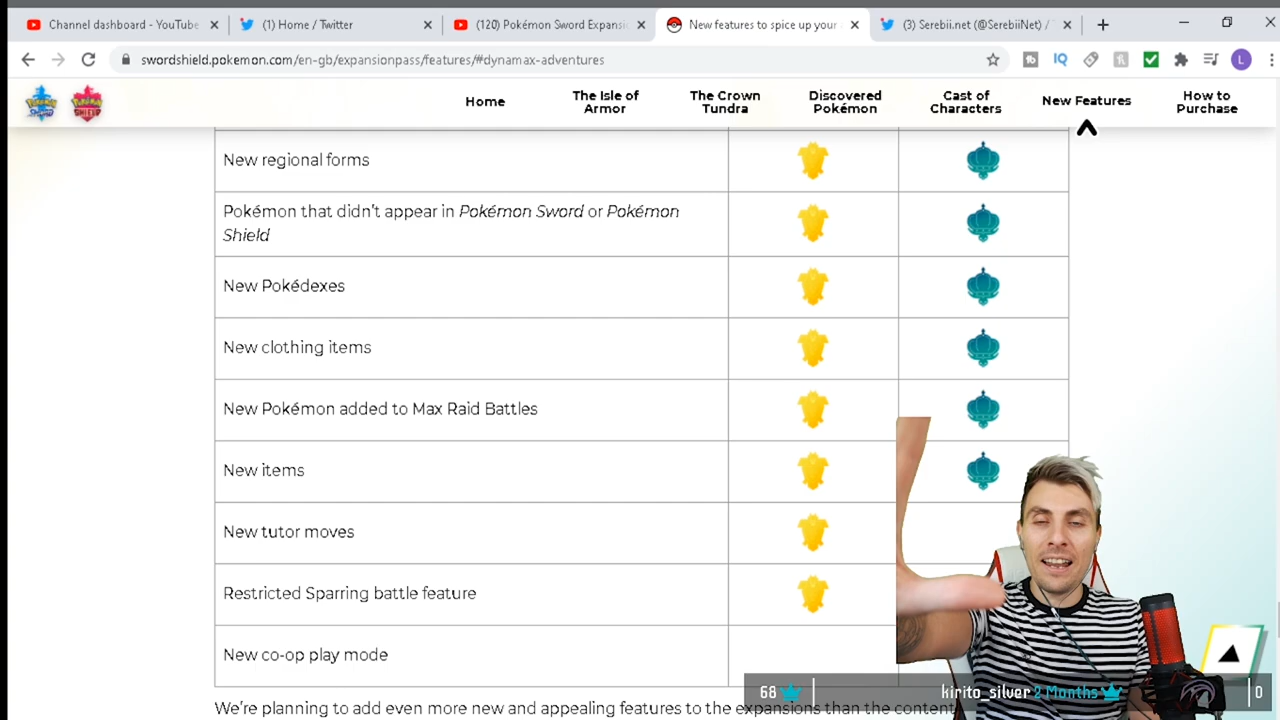 Channel dashboard - YouTube
(1) Home / Twitter
(120) Pokémon Sword Expansi
New features to spice up your
(3) Serebii.net (@SerebiiNet) /
swordshield.pokemon.com/en-gb/expansionpass/features/#dynamax-adventures
IQ
L
Home
The Isle of
Armor
The Crown
Tundra
Discovered
Pokémon
Cast of
Characters
New Features
How to
Purchase
New regional forms
Pokémon that didn't appear in Pokémon Sword or Pokémon
Shield
New Pokédexes
New clothing items
New Pokémon added to Max Raid Battles
New items
New tutor moves
Restricted Sparring battle feature
New co-op play mode
68
kirito_silver 2 Months
0
We're planning to add even more new and appealing features to the expansions than the content